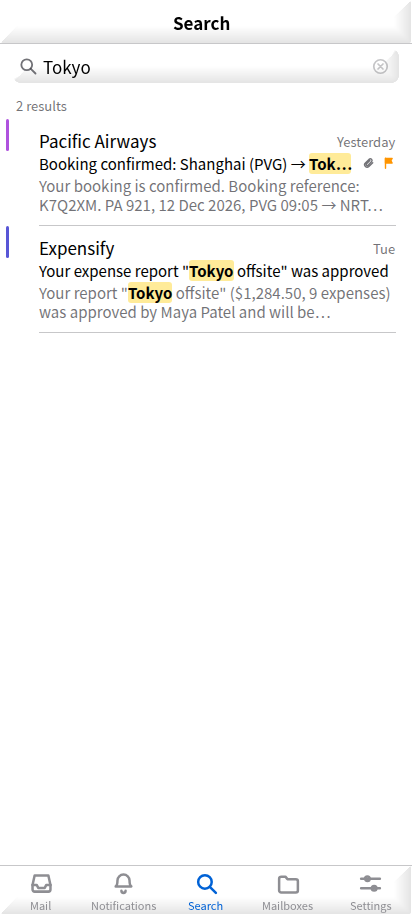 Search
Tokyo
2 results
Pacific Airways
Yesterday
Booking confirmed: Shanghai (PVG) → Tok…
Your booking is confirmed. Booking reference:
K7Q2XM. PA 921, 12 Dec 2026, PVG 09:05 → NRT…
Expensify
Tue
Your expense report "Tokyo offsite" was approved
Your report "Tokyo offsite" ($1,284.50, 9 expenses)
was approved by Maya Patel and will be…
Mail
Notifications
Search
Mailboxes
Settings